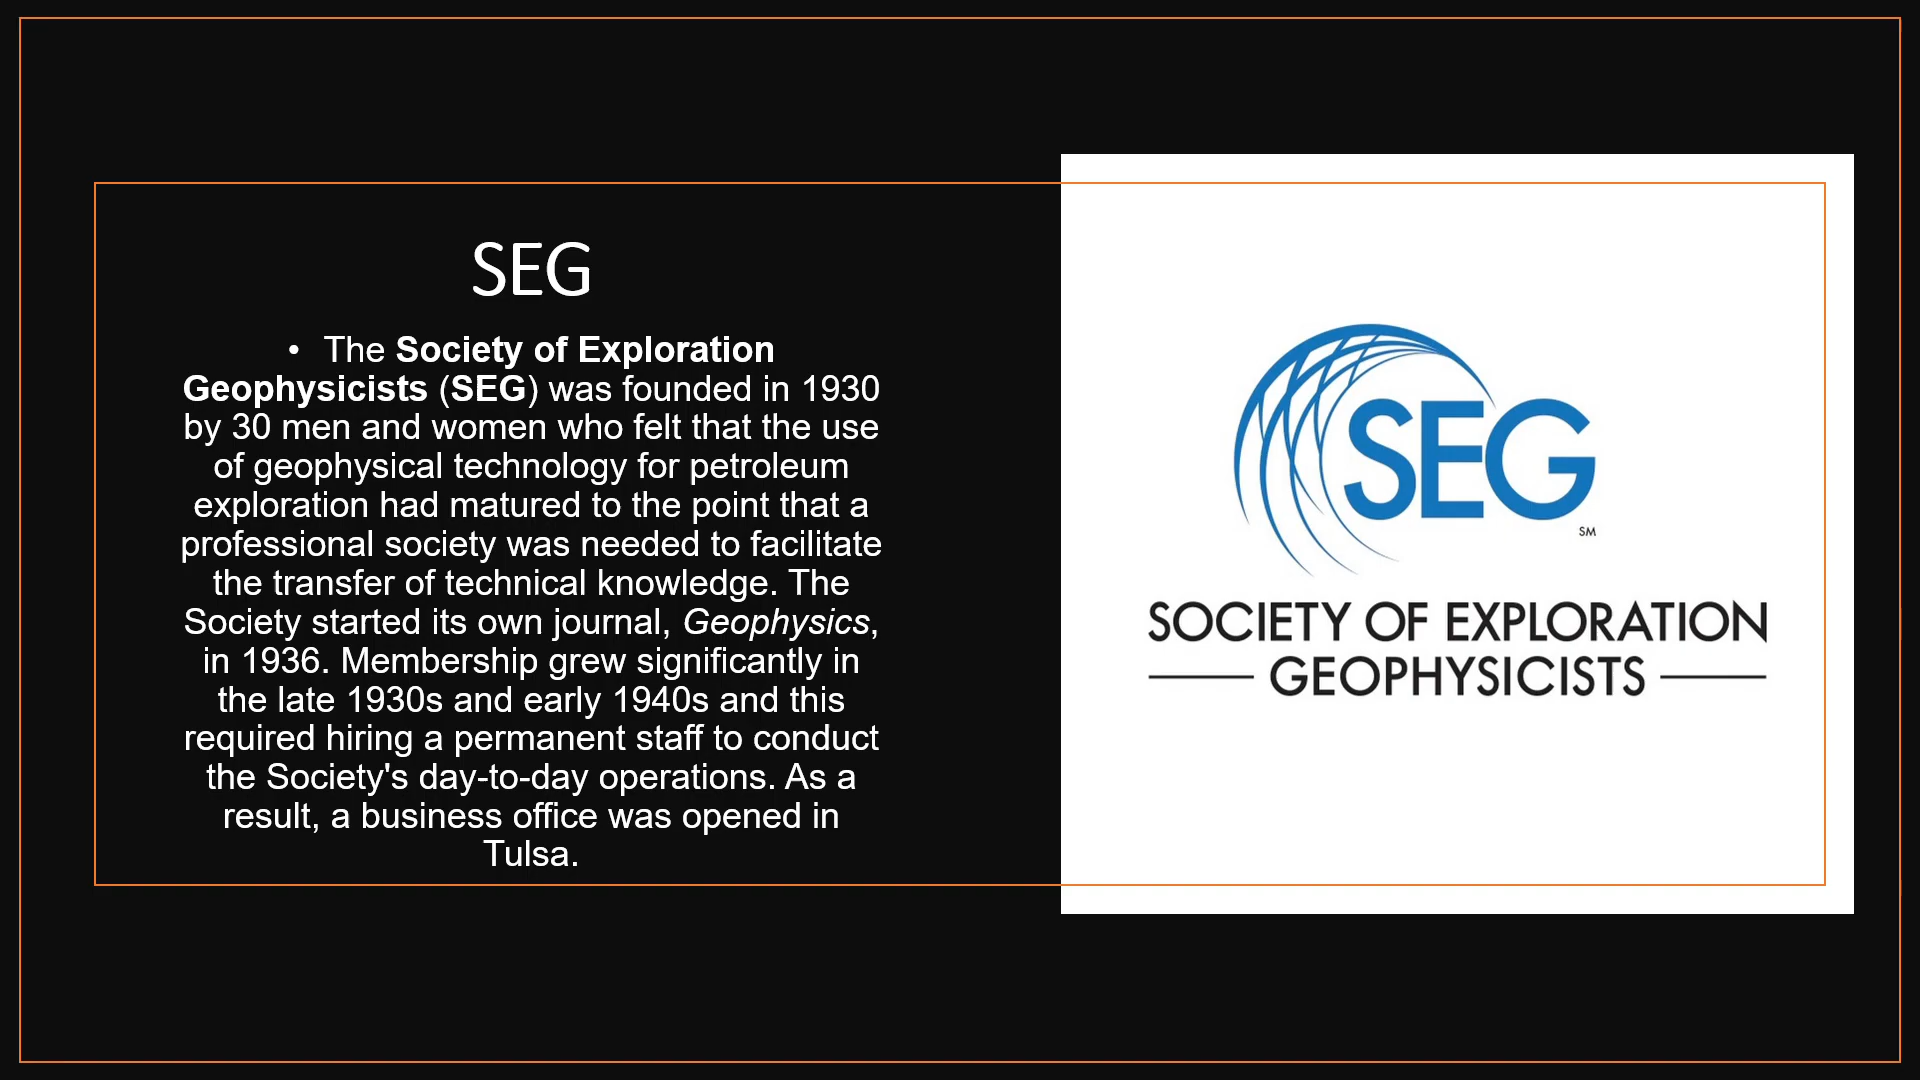 SEG
• The Society of Exploration
Geophysicists (SEG) was founded in 1930
by 30 men and women who felt that the use
of geophysical technology for petroleum
exploration had matured to the point that a
professional society was needed to facilitate
the transfer of technical knowledge. The
Society started its own journal, Geophysics,
in 1936. Membership grew significantly in
the late 1930s and early 1940s and this
required hiring a permanent staff to conduct
the Society's day-to-day operations. As a
result, a business office was opened in
Tulsa.
SEG
SM
SOCIETY OF EXPLORATION
GEOPHYSICISTS